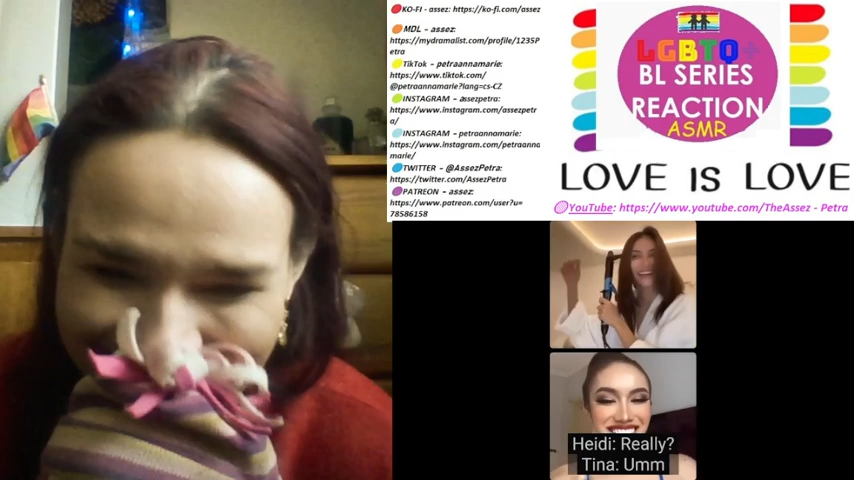 KO-FI - assez: https://ko-fi.com/assez
MDL - assez:
https://mydramalist.com/profile/1235P
etra
TikTok - petraannamarie:
https://www.tiktok.com/
@petraannamarie?lang=cs-CZ
INSTAGRAM - assezpetra:
https://www.instagram.com/assezpetr
a/
INSTAGRAM - petraannamarie:
https://www.instagram.com/petraanna
marie/
TWITTER - @AssezPetra:
https://twitter.com/AssezPetra
PATREON - assez:
https://www.patreon.com/user?u=
78586158
LGBTQ+
BL SERIES
REACTION
ASMR
LOVE IS LOVE
YouTube: https://www.youtube.com/TheAssez - Petra
Heidi: Really?
Tina: Umm